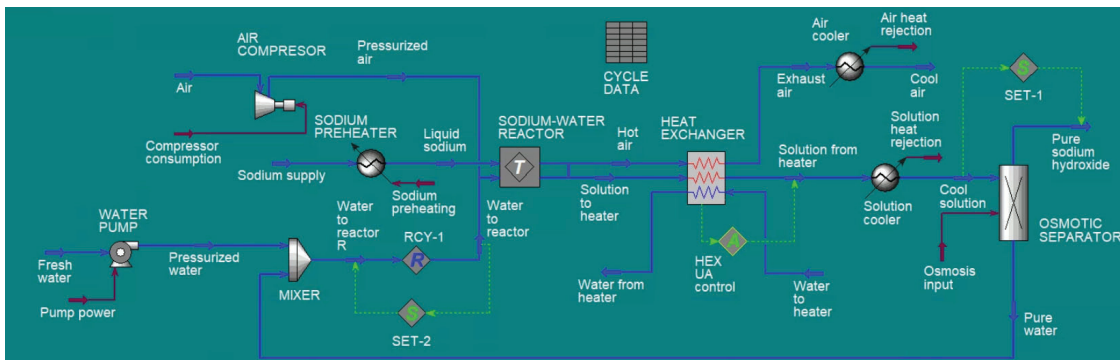 AIR
COMPRESOR
Pressurized
air
Air
Compressor
consumption
SODIUM
PREHEATER
Liquid
sodium
Sodium supply
Sodium
preheating
SODIUM-WATER
REACTOR
T
CYCLE
DATA
Hot
air
HEAT
EXCHANGER
Air
cooler
Air heat
rejection
Exhaust
air
Cool
air
S
SET-1
Solution
to
heater
Solution from
heater
Solution heat
rejection
Solution
cooler
Cool
solution
Pure
sodium
hydroxide
OSMOTIC
SEPARATOR
Osmosis
input
Pure
water
WATER
PUMP
Fresh
water
Pressurized
water
Pump power
MIXER
Water
to
reactor
R
RCY-1
R
Water
to
reactor
S
SET-2
A
HEX
UA
control
Water from
heater
Water
to
heater